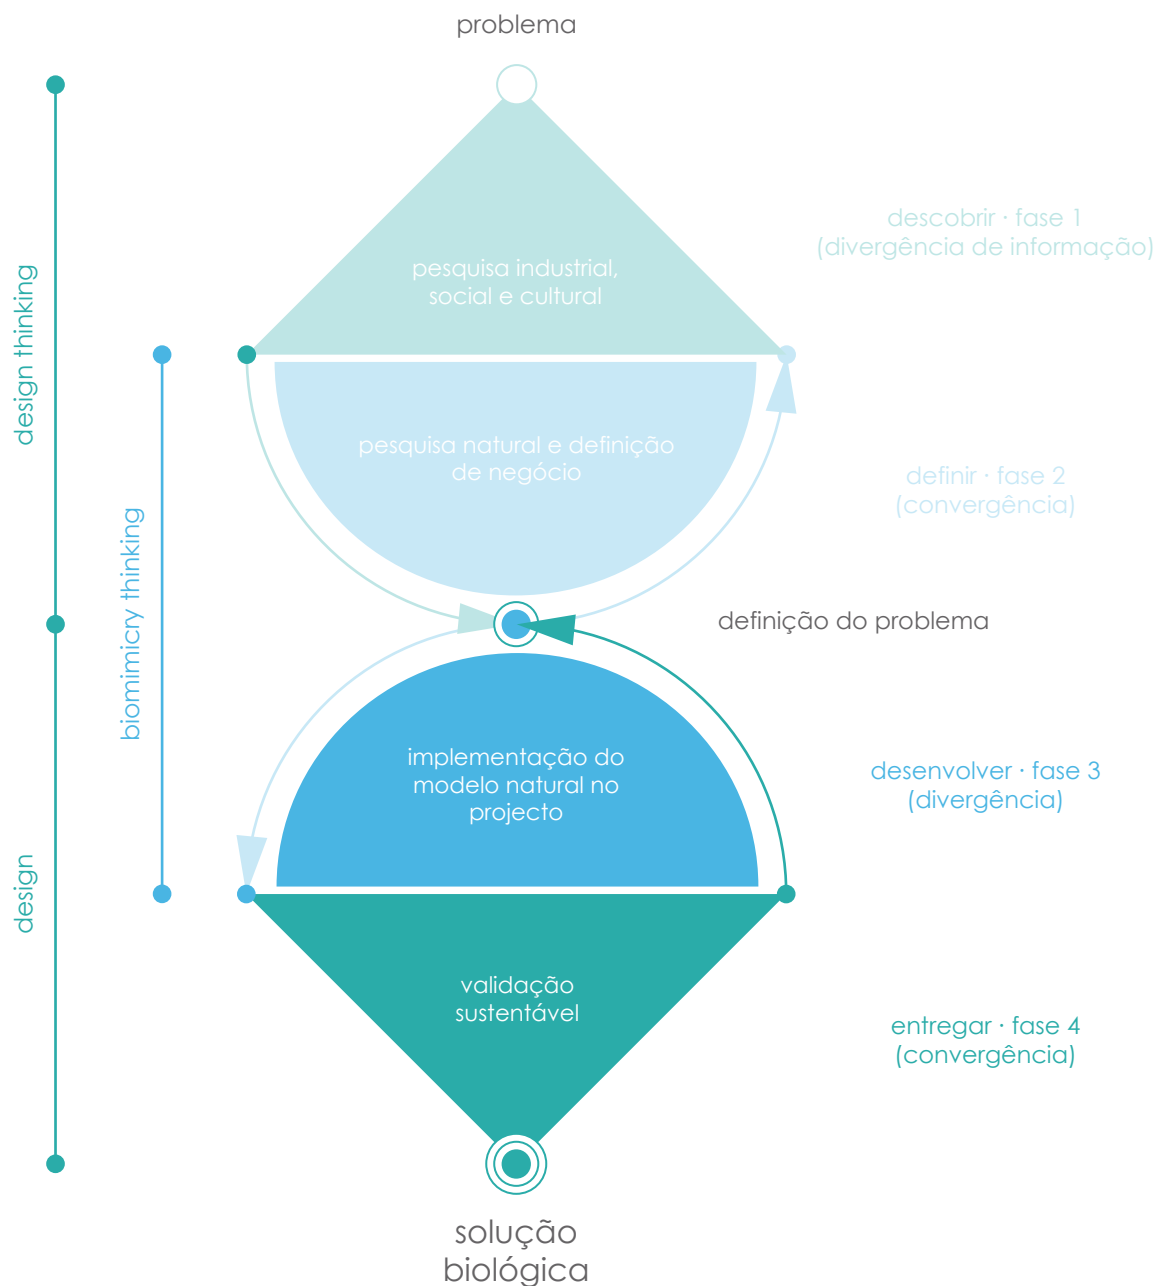 problema
descobrir · fase 1
(divergência de informação)
pesquisa industrial,
social e cultural
design thinking
pesquisa natural e definição
de negócio
definir · fase 2
(convergência)
biomimicry thinking
definição do problema
implementação do
modelo natural no
projecto
desenvolver · fase 3
(divergência)
design
validação
sustentável
entregar · fase 4
(convergência)
solução
biológica